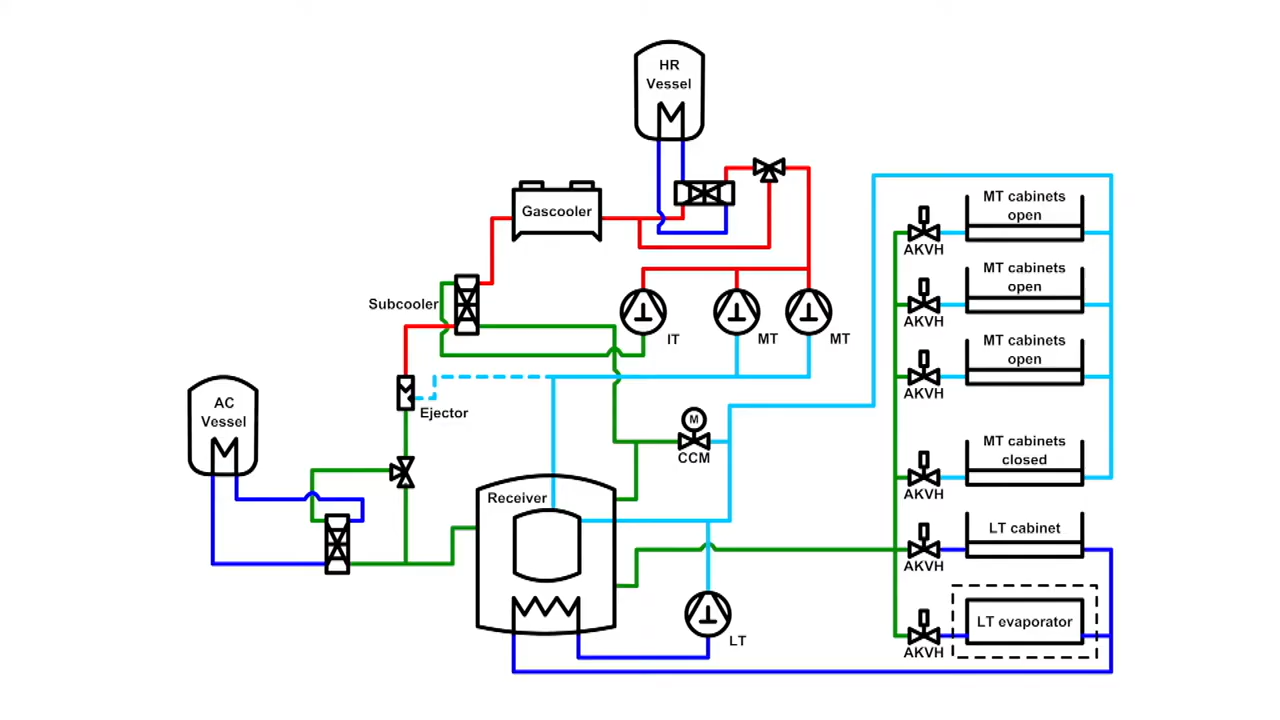 HR
Vessel
Gascooler
MT cabinets
open
AKVH
MT cabinets
open
AKVH
Subcooler
IT
MT
MT
MT cabinets
open
AKVH
AC
Vessel
Ejector
M
CCM
MT cabinets
closed
AKVH
Receiver
LT cabinet
AKVH
LT
LT evaporator
AKVH